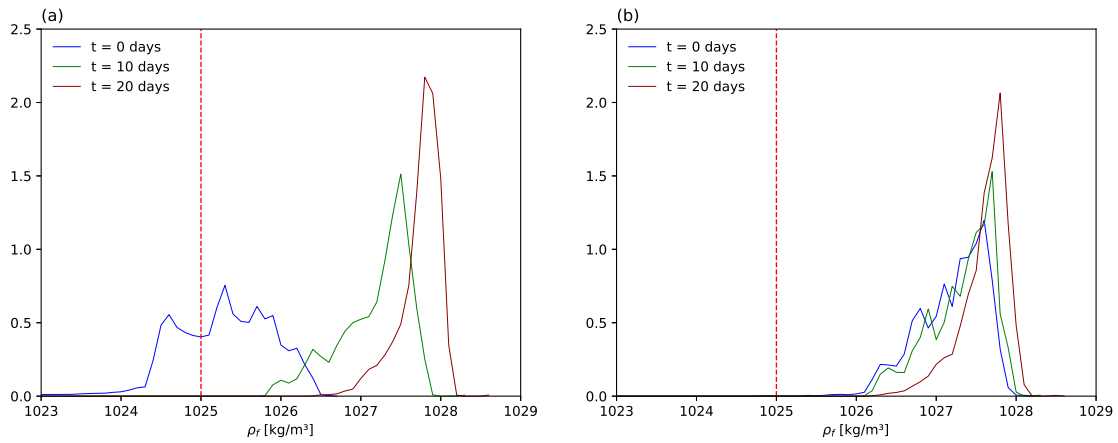 (a)
2.5
2.0
1.5
1.0
0.5
0.0
t = 0 days
t = 10 days
t = 20 days
1023 1024 1025 1026 1027 1028 1029
ρf [kg/m³]
(b)
2.5
2.0
1.5
1.0
0.5
0.0
t = 0 days
t = 10 days
t = 20 days
1023 1024 1025 1026 1027 1028 1029
ρf [kg/m³]